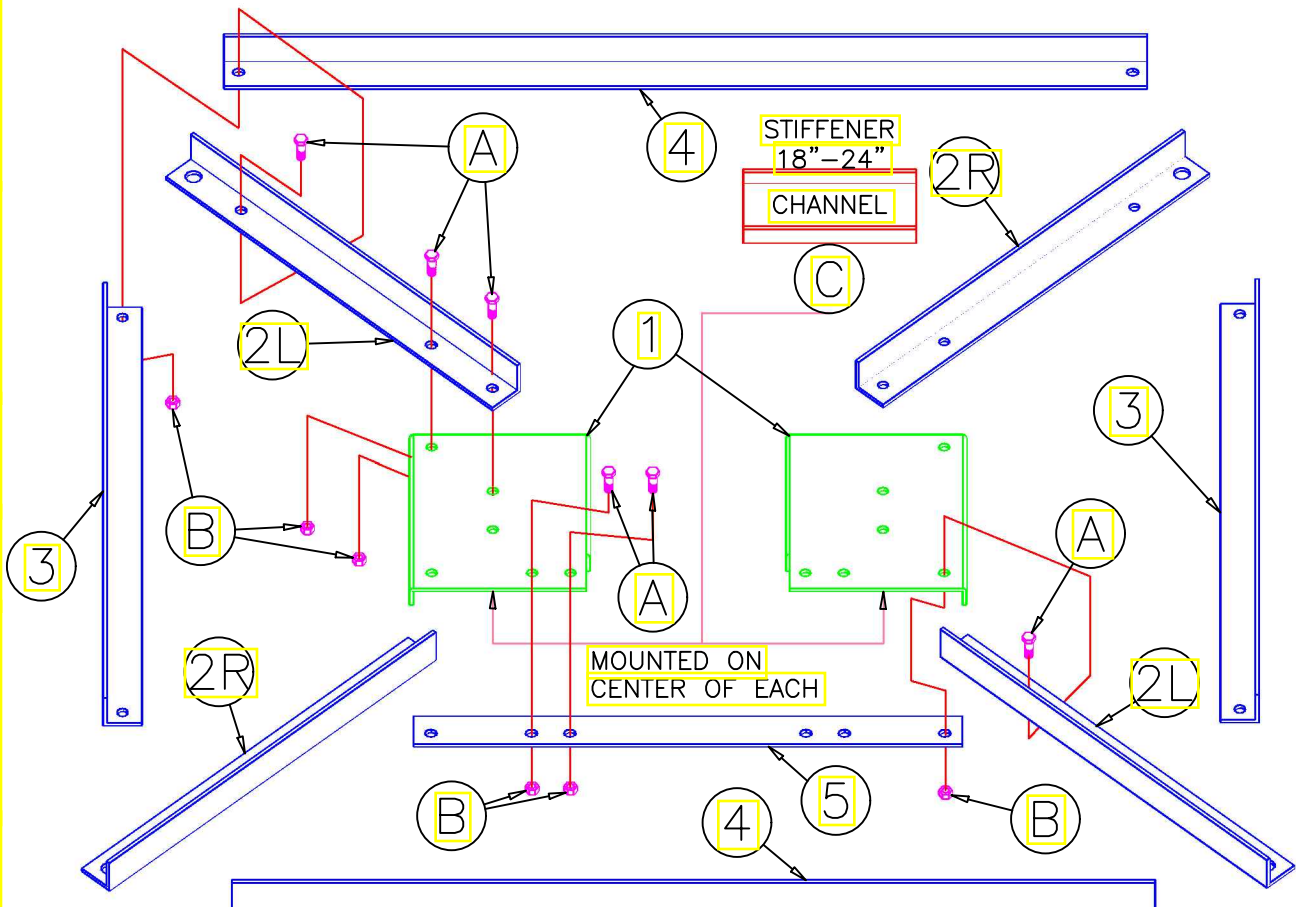 A
4
STIFFENER
18"-24"
2R
CHANNEL
C
2L
1
3
B
A
3
A
2R
MOUNTED ON
CENTER OF EACH
2L
5
B
4
B